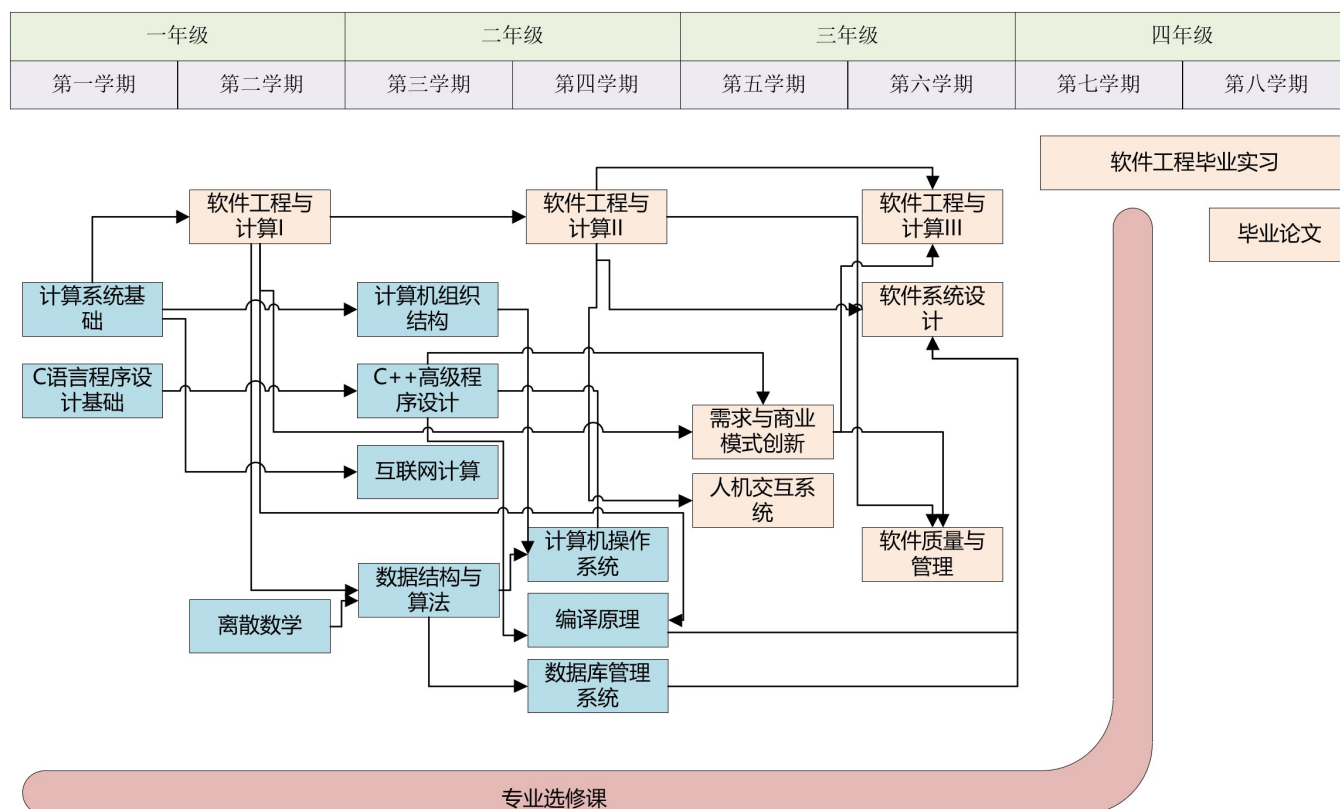 一年级
二年级
三年级
四年级
第一学期
第二学期
第三学期
第四学期
第五学期
第六学期
第七学期
第八学期
软件工程毕业实习
软件工程与
计算I
软件工程与
计算II
软件工程与
计算III
毕业论文
计算系统基
础
计算机组织
结构
软件系统设
计
C语言程序设
计基础
C++高级程
序设计
需求与商业
模式创新
互联网计算
人机交互系
统
计算机操作
系统
软件质量与
管理
数据结构与
算法
离散数学
编译原理
数据库管理
系统
专业选修课